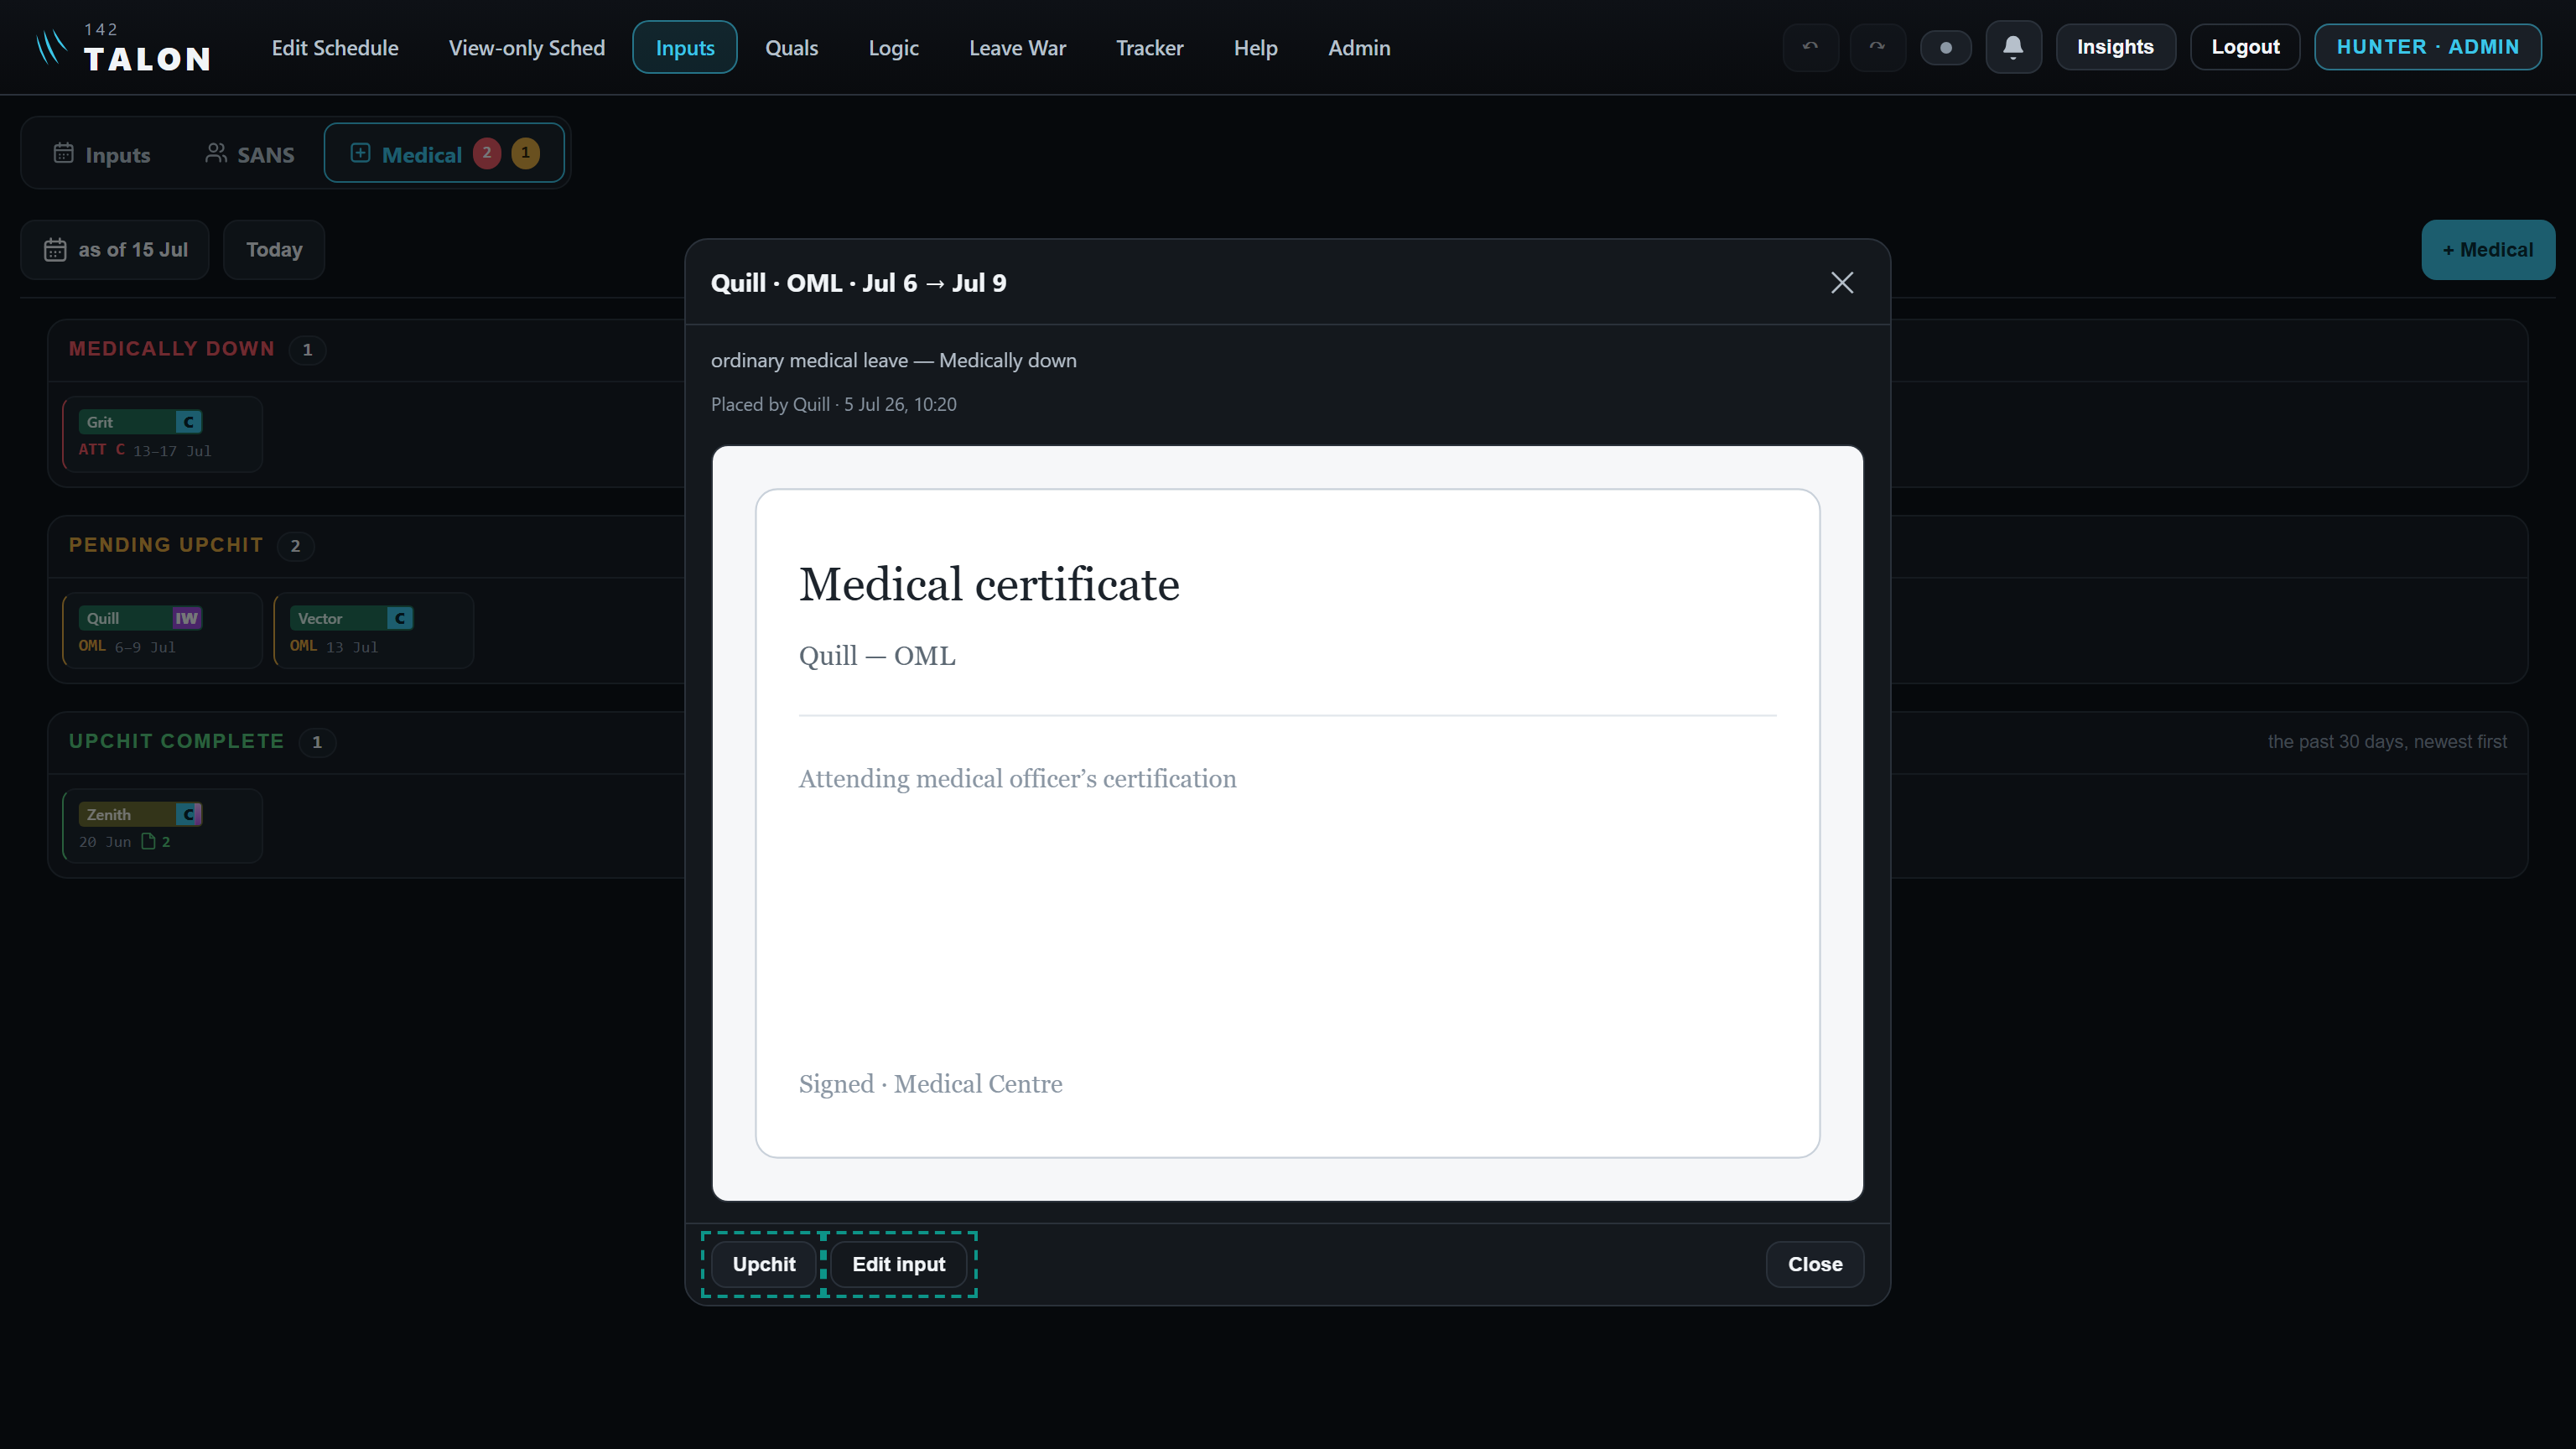 142
TALON
Edit Schedule
View-only Sched
Inputs
Quals
Logic
Leave War
Tracker
Help
Admin
Insights
Logout
HUNTER · ADMIN
Inputs
SANS
Medical 2 1
as of 15 Jul
Today
+ Medical
MEDICALLY DOWN 1
Grit C
ATT C 13–17 Jul
PENDING UPCHIT 2
Quill IW
OML 6–9 Jul
Vector C
OML 13 Jul
UPCHIT COMPLETE 1
the past 30 days, newest first
Zenith C
20 Jun 2
Quill · OML · Jul 6 → Jul 9
ordinary medical leave — Medically down
Placed by Quill · 5 Jul 26, 10:20
Medical certificate
Quill — OML
Attending medical officer’s certification
Signed · Medical Centre
Upchit
Edit input
Close